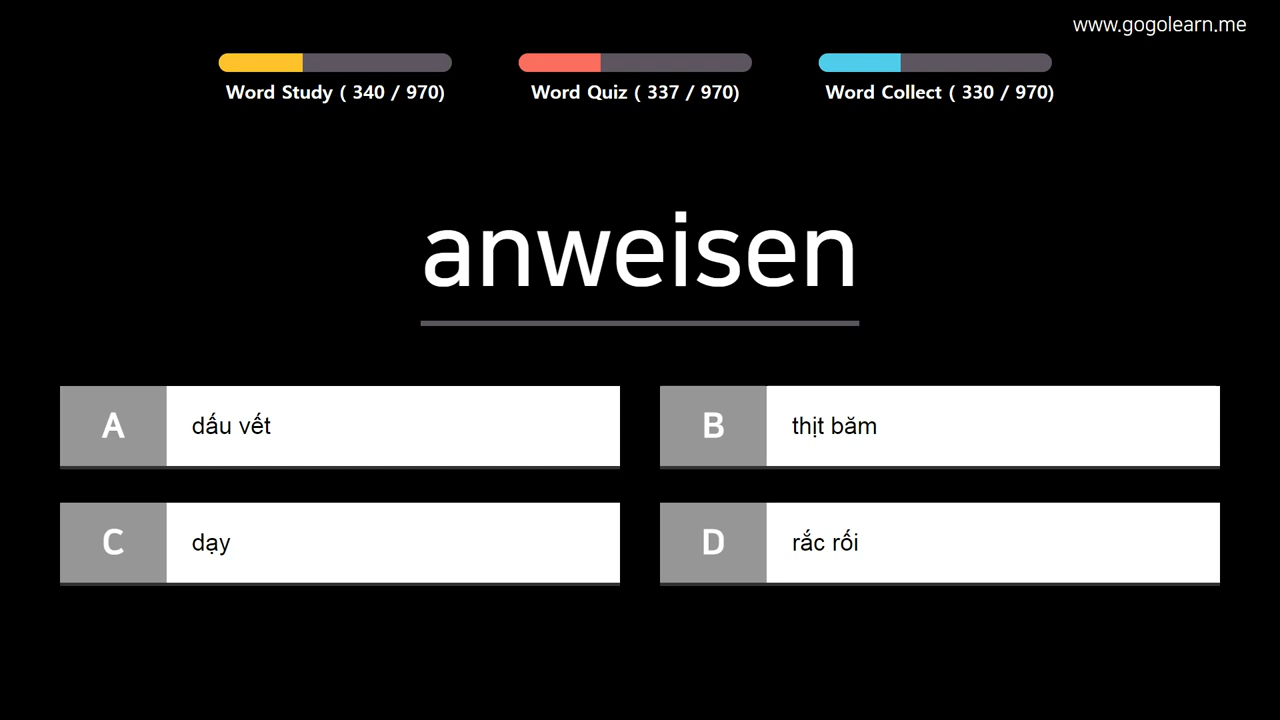 www.gogolearn.me
Word Study ( 340 / 970)
Word Quiz ( 337 / 970)
Word Collect ( 330 / 970)
anweisen
A dấu vết
B thịt băm
C dạy
D rắc rối